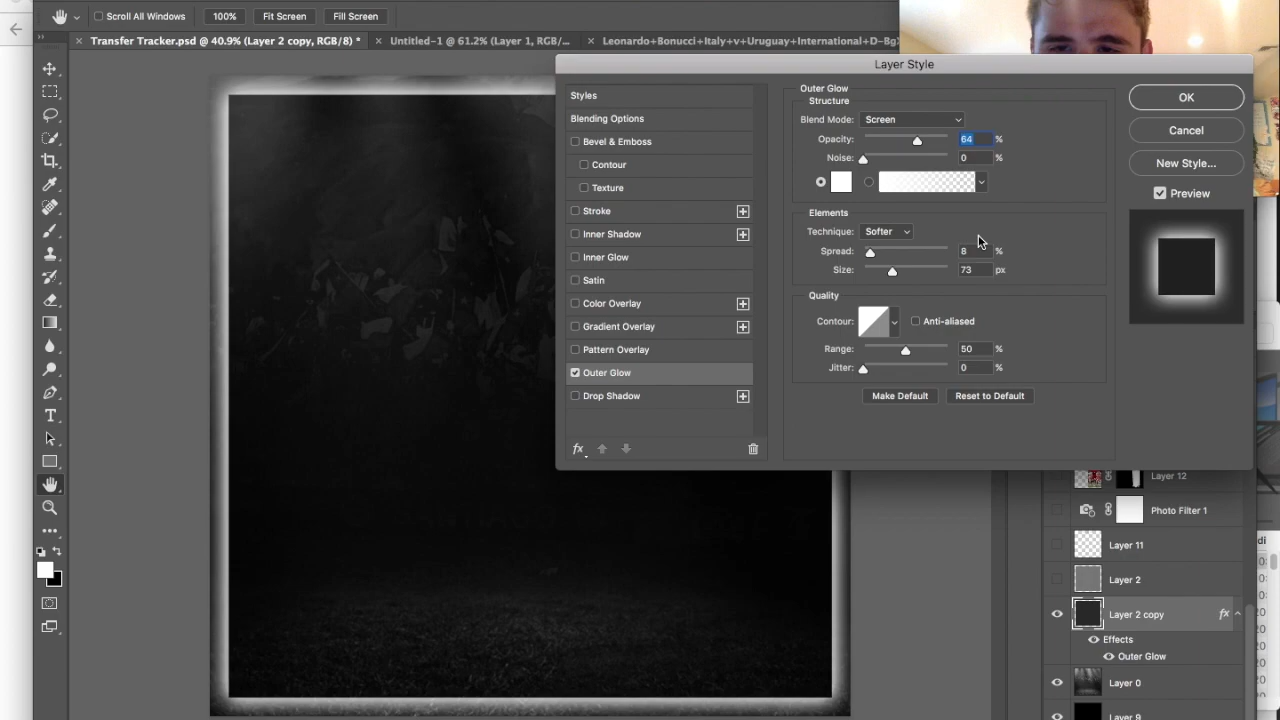 Scroll All Windows 100% Fit Screen Fill Screen
Transfer Tracker.psd @ 40.9% (Layer 2 copy, RGB/8) * Untitled-1 @ 61.2% (Layer 1, RGB/... Leonardo+Bonucci+Italy+v+Uruguay+International+D-Bg
Layer Style
Styles
Blending Options
Bevel & Emboss
Contour
Texture
Stroke
Inner Shadow
Inner Glow
Satin
Color Overlay
Gradient Overlay
Pattern Overlay
Outer Glow
Drop Shadow
fx
Outer Glow
Structure
Blend Mode: Screen
Opacity: 64 %
Noise: 0 %
Elements
Technique: Softer
Spread: 8 %
Size: 73 px
Quality
Contour: Anti-aliased
Range: 50 %
Jitter: 0 %
Make Default Reset to Default
OK
Cancel
New Style...
Preview
Layer 12
Photo Filter 1
Layer 11
Layer 2
Layer 2 copy fx
Effects
Outer Glow
Layer 0
Layer 9